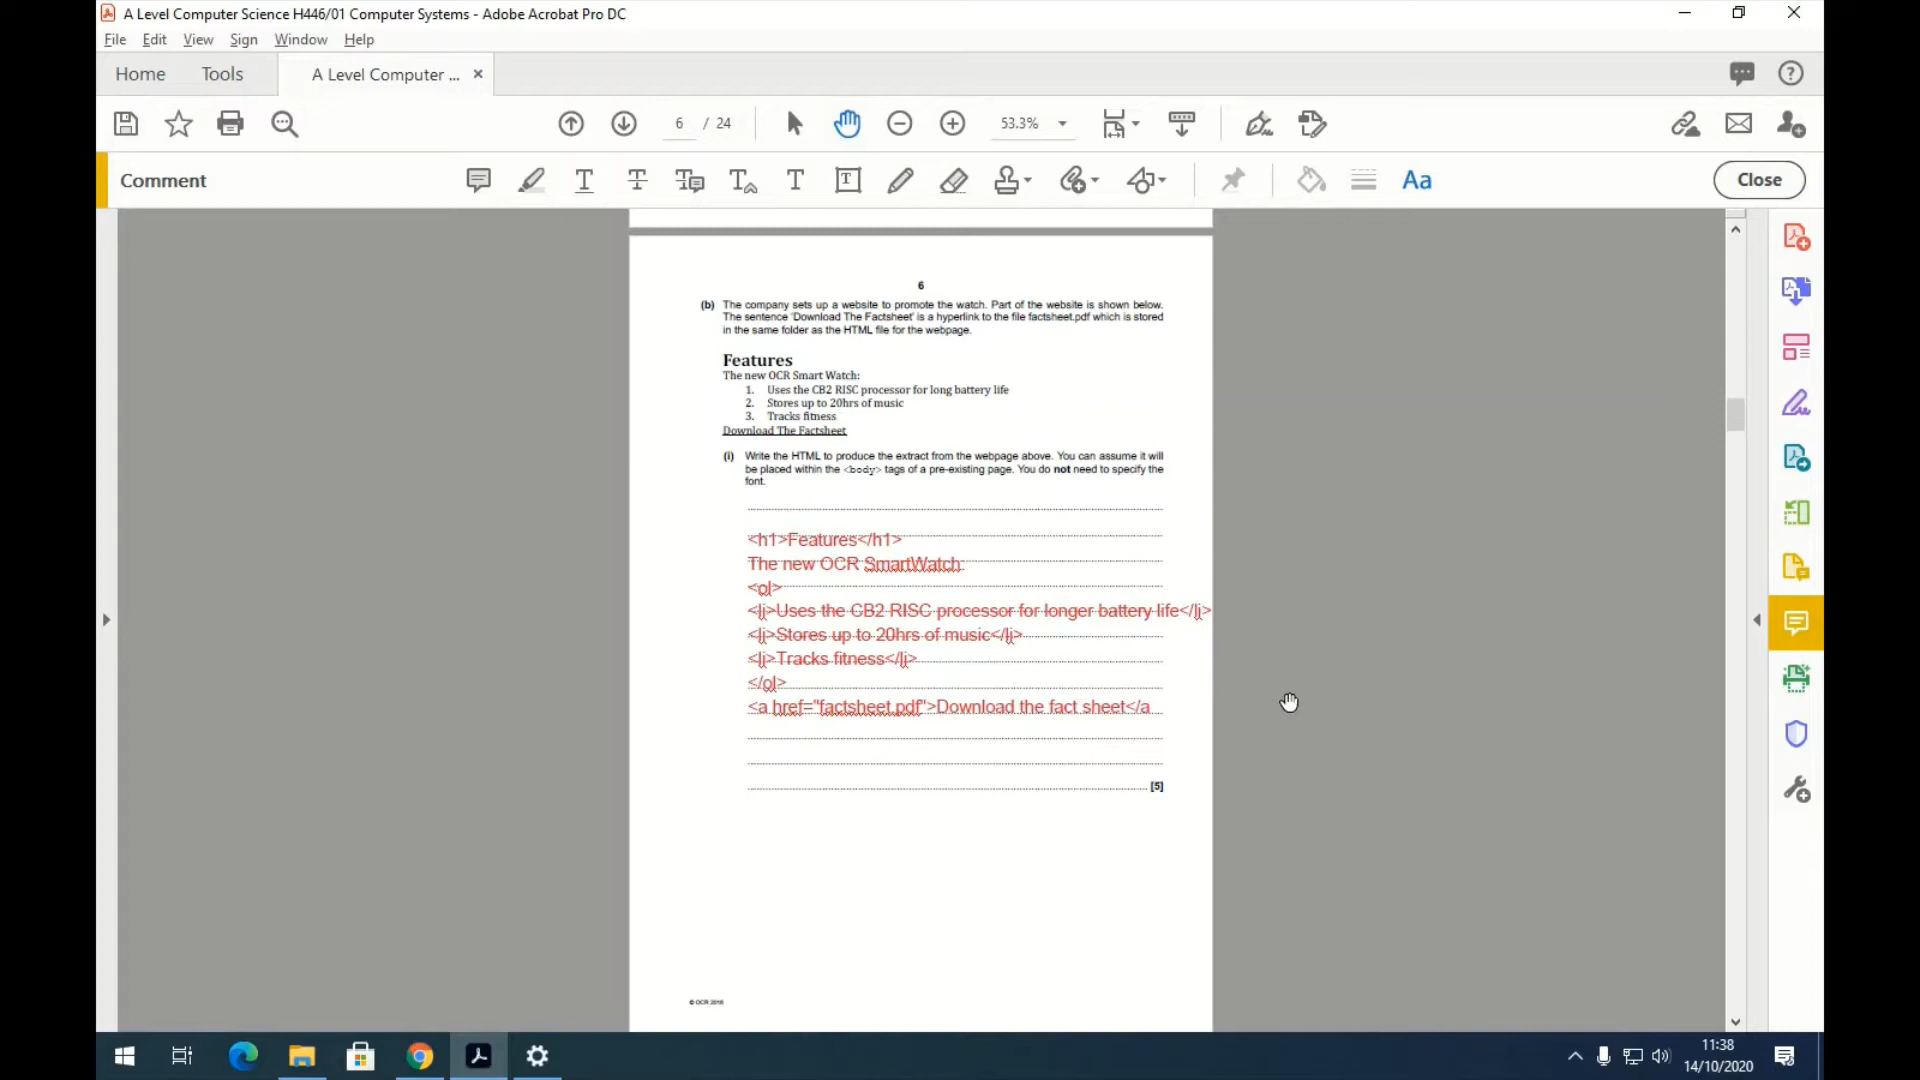 A Level Computer Science H446/01 Computer Systems - Adobe Acrobat Pro DC
File Edit View Sign Window Help
Home Tools A Level Computer ... ×
6 / 24 53.3%
Comment Aa Close
6
(b) The company sets up a website to promote the watch. Part of the website is shown below.
The sentence 'Download The Factsheet' is a hyperlink to the file factsheet.pdf which is stored
in the same folder as the HTML file for the webpage.
Features
The new OCR Smart Watch:
1. Uses the CB2 RISC processor for long battery life
2. Stores up to 20hrs of music
3. Tracks fitness
Download The Factsheet
(i) Write the HTML to produce the extract from the webpage above. You can assume it will
be placed within the <body> tags of a pre-existing page. You do not need to specify the
font.
<h1>Features</h1>
The new OCR SmartWatch:
<ol>
<li>Uses the CB2 RISC processor for longer battery life</li>
<li>Stores up to 20hrs of music</li>
<li>Tracks fitness</li>
</ol>
<a href="factsheet.pdf">Download the fact sheet</a
[5]
© OCR 2016
11:38
14/10/2020